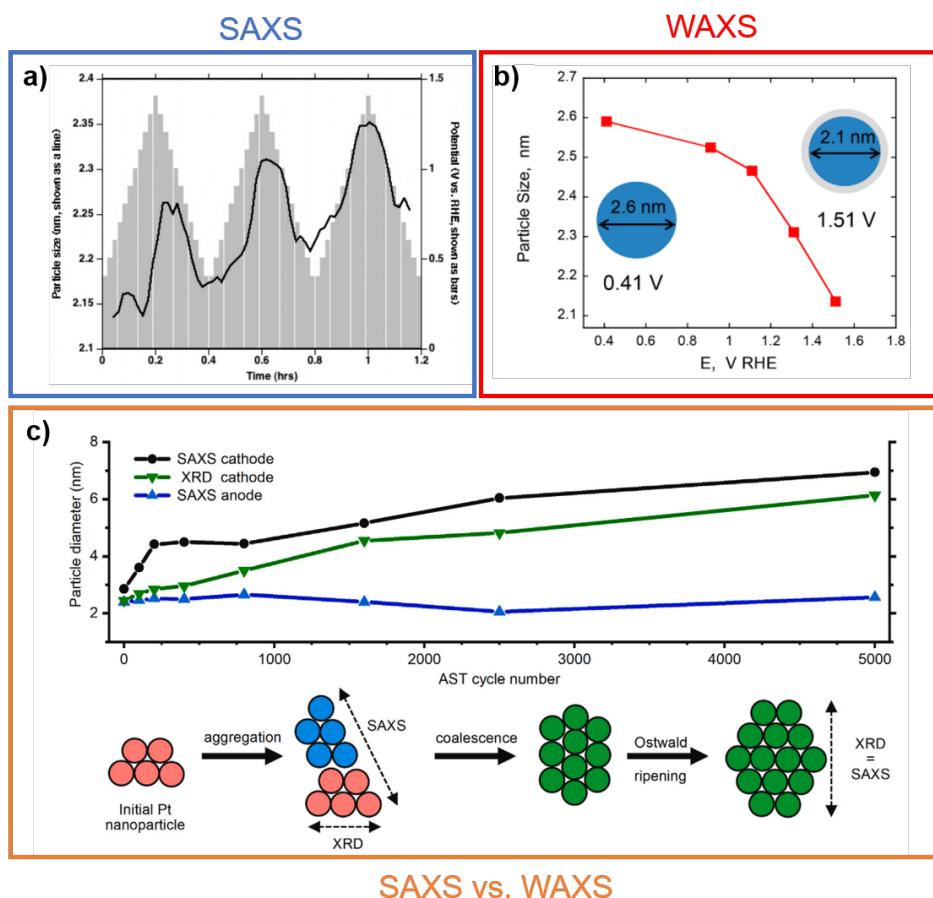 SAXS
WAXS
a)
2.4
2.35
2.3
2.25
2.2
2.15
2.1
Particle size (nm, shown as a line)
1.5
1
0.5
0
Potential (V vs. RHE, shown as bars)
0 0.2 0.4 0.6 0.8 1 1.2
Time (hrs)
b)
2.7
2.6
2.5
2.4
2.3
2.2
2.1
Particle Size, nm
2.6 nm
0.41 V
2.1 nm
1.51 V
0.4 0.6 0.8 1 1.2 1.4 1.6 1.8
E, V RHE
c)
8
6
4
2
Particle diameter (nm)
SAXS cathode
XRD cathode
SAXS anode
0 1000 2000 3000 4000 5000
AST cycle number
Initial Pt
nanoparticle
aggregation
SAXS
XRD
coalescence
Ostwald
ripening
XRD
=
SAXS
SAXS vs. WAXS